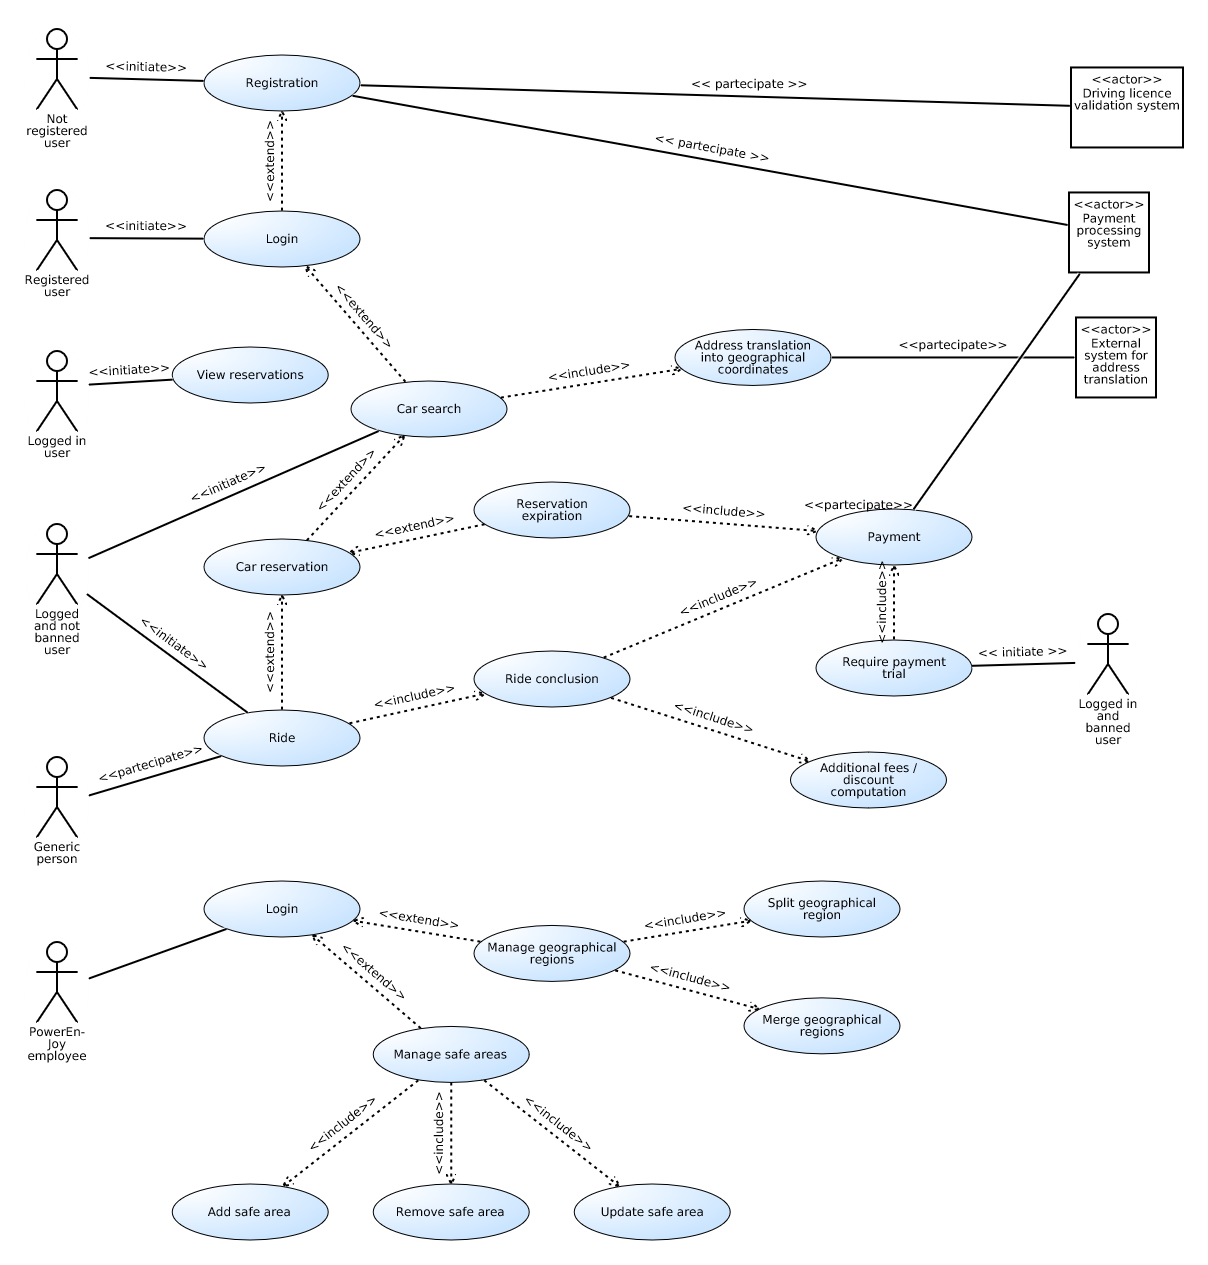 <<initiate>>
Registration
<< partecipate >>
<<actor>>
Driving licence
validation system
Not
registered
user
<<extend>>
<< partecipate >>
<<actor>>
Payment
processing
system
<<initiate>>
Login
Registered
user
<<extend>>
<<initiate>>
View reservations
Logged in
user
Car search
<<include>>
Address translation
into geographical
coordinates
<<partecipate>>
<<actor>>
External
system for
address
translation
<<initiate>>
<<extend>>
Logged
and not
banned
user
Car reservation
<<extend>>
Reservation
expiration
<<include>>
<<partecipate>>
Payment
<<initiate>>
<<extend>>
<<include>>
<<include>>
Ride
<<include>>
Ride conclusion
<<include>>
Require payment
trial
<< initiate >>
Logged in
and
banned
user
<<partecipate>>
Generic
person
Additional fees /
discount
computation
Login
<<extend>>
Manage geographical
regions
<<include>>
Split geographical
region
<<include>>
Merge geographical
regions
PowerEn-
Joy
employee
<<extend>>
Manage safe areas
<<include>>
<<include>>
<<include>>
Add safe area
Remove safe area
Update safe area